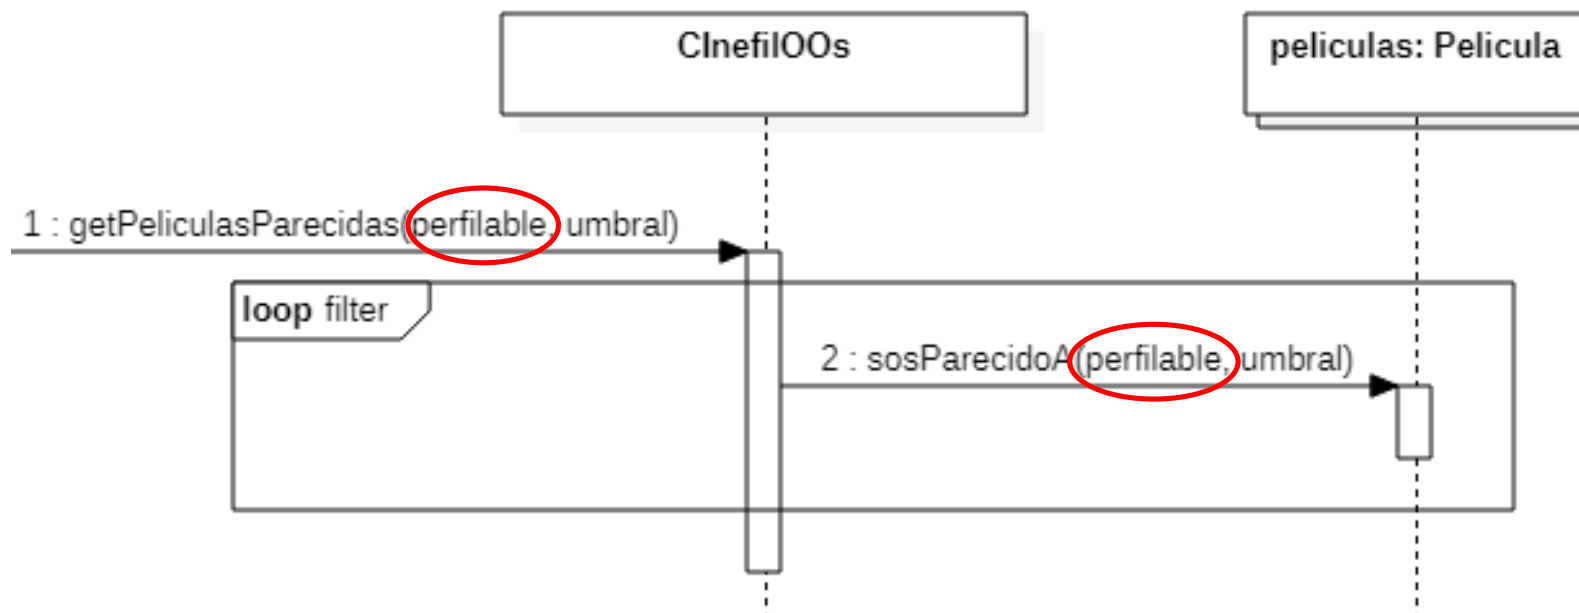 CInefilOOs
peliculas: Pelicula
1 : getPeliculasParecidas(perfilable, umbral)
loop filter
2 : sosParecidoA(perfilable, umbral)